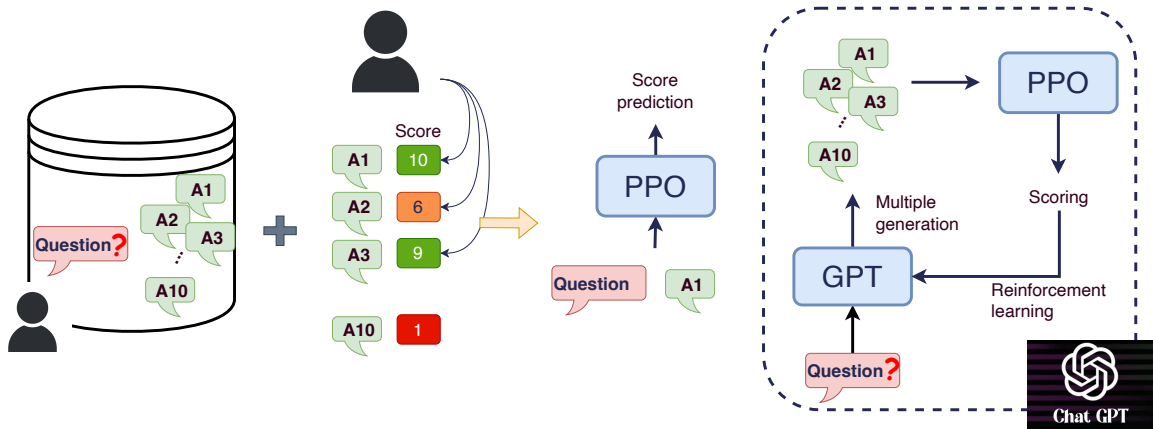 Question?
A1
A2
A3
A10
Score
A1
10
A2
6
A3
9
A10
1
Score
prediction
PPO
Question
A1
A1
A2
A3
A10
PPO
Multiple
generation
Scoring
GPT
Reinforcement
learning
Question?
Chat GPT